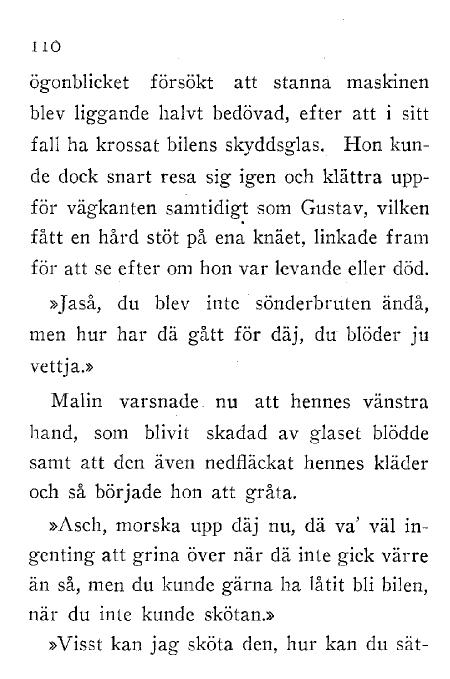 110
ögonblicket försökt att stanna maskinen
blev liggande halvt bedövad, efter att i sitt
fall ha krossat bilens skyddsglas. Hon kun-
de dock snart resa sig igen och klättra upp-
för vägkanten samtidigt som Gustav, vilken
fått en hård stöt på ena knäet, linkade fram
för att se efter om hon var levande eller död.
»Jaså, du blev inte sönderbruten ändå,
men hur har dä gått för däj, du blöder ju
vettja.»
Malin varsnade nu att hennes vänstra
hand, som blivit skadad av glaset blödde
samt att den även nedfläckat hennes kläder
och så började hon att gråta.
»Asch, morska upp däj nu, dä va' väl in-
genting att grina över när dä inte gick värre
än så, men du kunde gärna ha låtit bli bilen,
när du inte kunde skötan.»
»Visst kan jag sköta den, hur kan du sät-